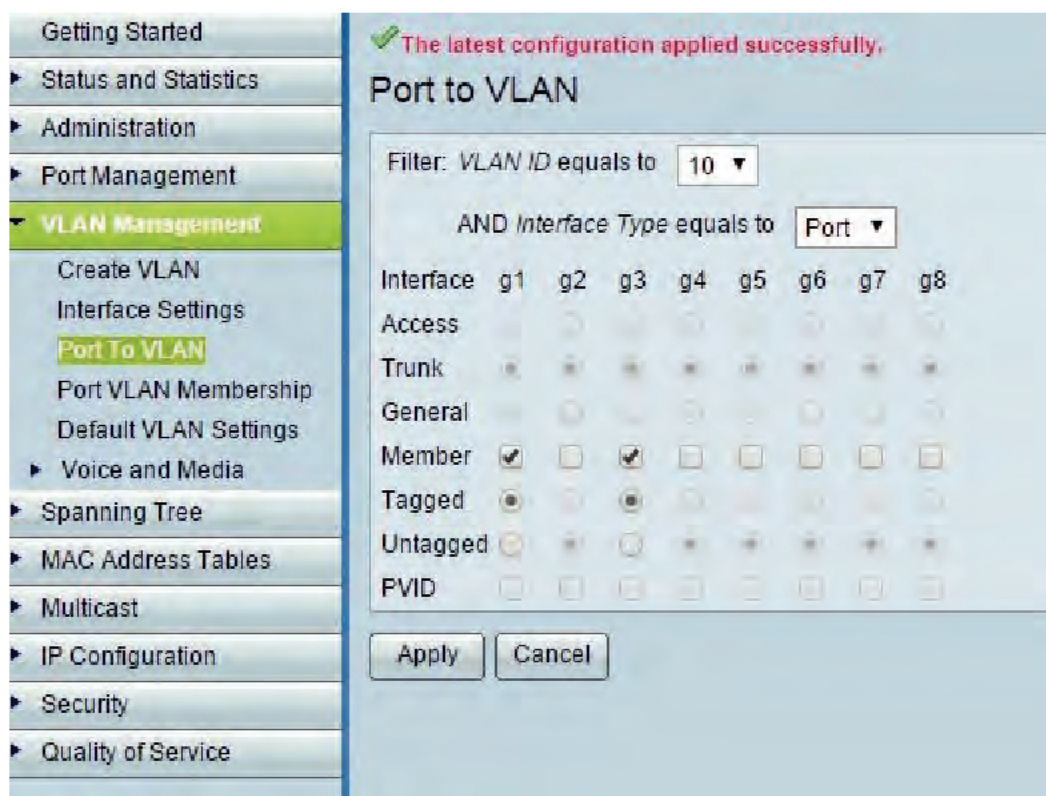 Getting Started
Status and Statistics
Administration
Port Management
VLAN Management
Create VLAN
Interface Settings
Port To VLAN
Port VLAN Membership
Default VLAN Settings
Voice and Media
Spanning Tree
MAC Address Tables
Multicast
IP Configuration
Security
Quality of Service
The latest configuration applied successfully.
Port to VLAN
Filter: VLAN ID equals to 10
AND Interface Type equals to Port
Interface g1 g2 g3 g4 g5 g6 g7 g8
Access
Trunk
General
Member
Tagged
Untagged
PVID
Apply Cancel